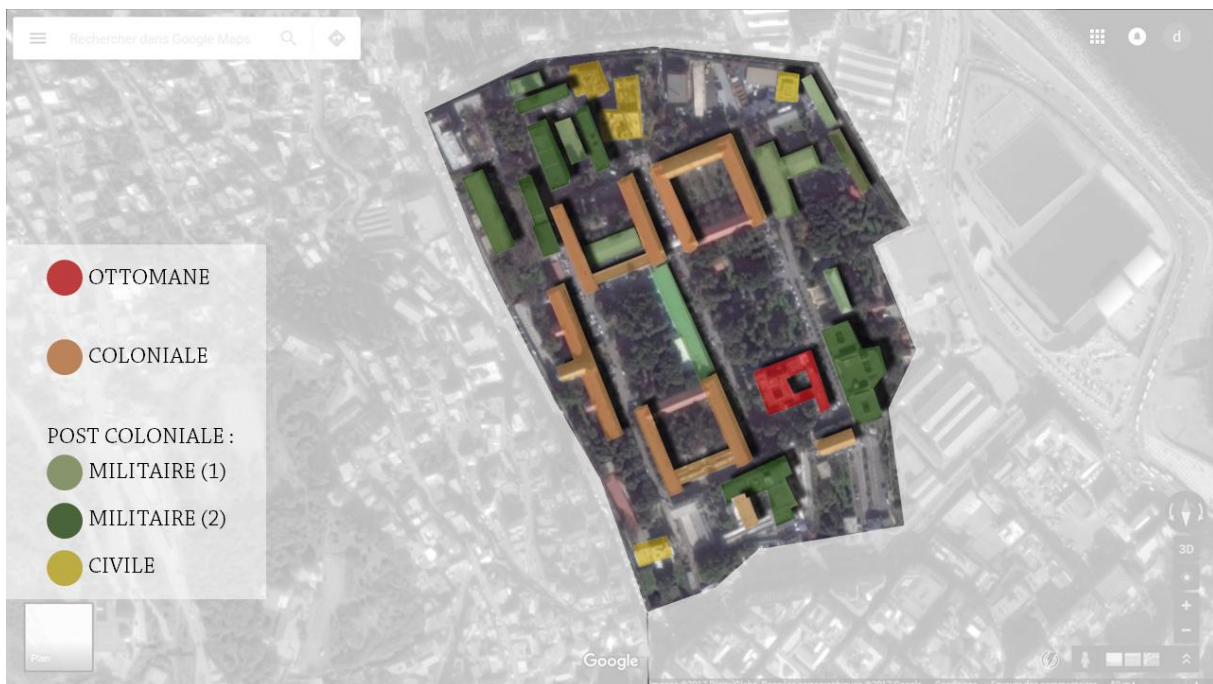 Rechercher dans Google Maps
d
OTTOMANE
COLONIALE
POST COLONIALE :
MILITAIRE (1)
MILITAIRE (2)
CIVILE
3D
Plan
Google